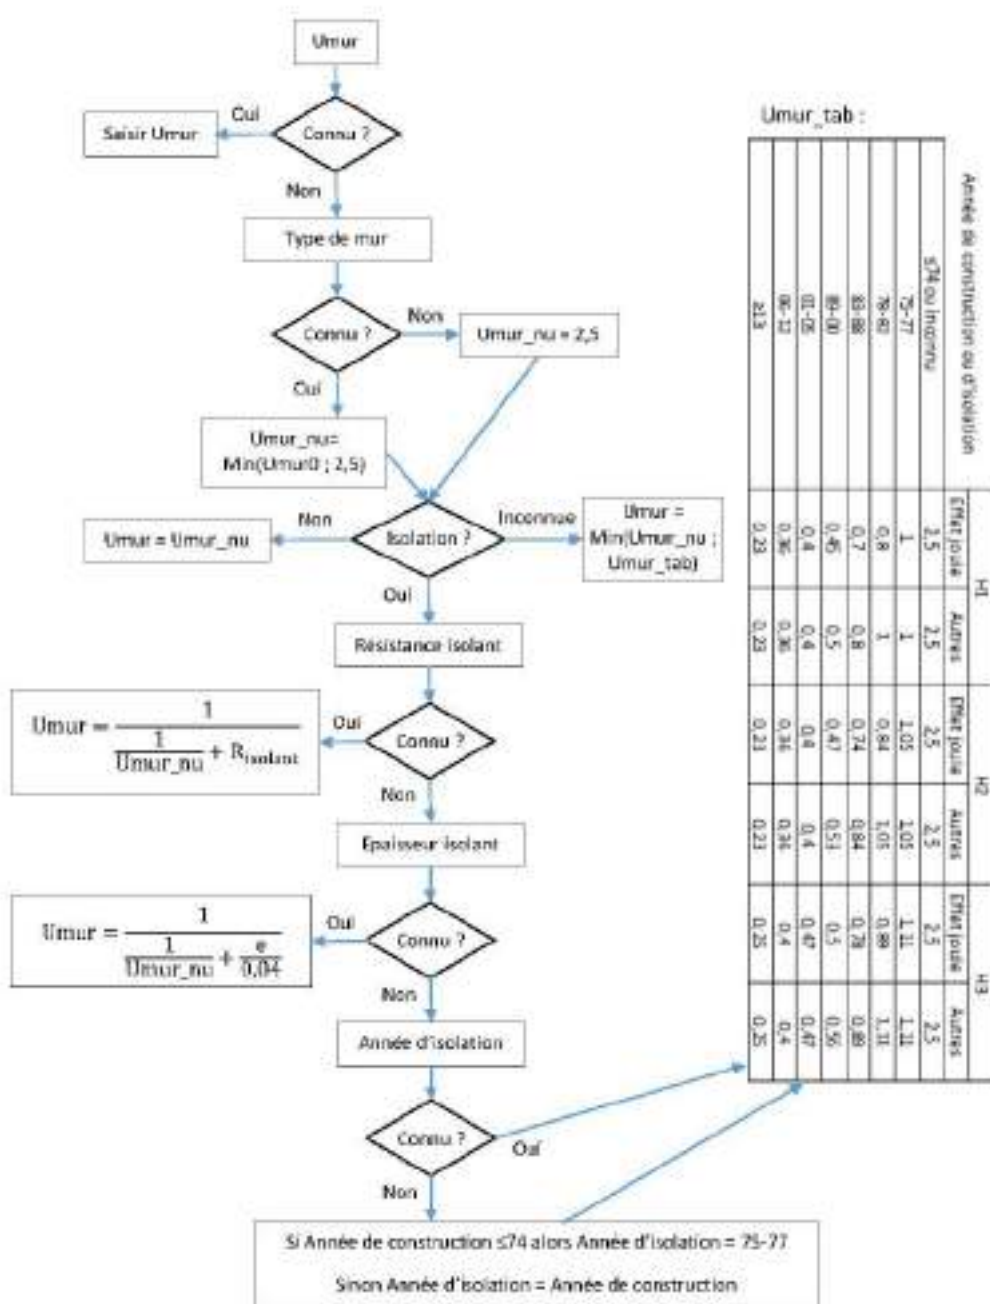 Umur
Connu ?
Oui
Saisir Umur
Non
Type de mur
Connu ?
Non
Umur_nu = 2,5
Oui
Umur_nu=
Min(Umur0 ; 2,5)
Isolation ?
Non
Umur = Umur_nu
Inconnue
Umur =
Min(Umur_nu ;
Umur_tab)
Oui
Résistance isolant
Connu ?
Oui
Umur = 1 / (1/Umur_nu + R_isolant)
Non
Epaisseur isolant
Connu ?
Oui
Umur = 1 / (1/Umur_nu + e/0,04)
Non
Année d'isolation
Connu ?
Oui
Non
Si Année de construction ≤74 alors Année d'isolation = 75-77
Sinon Année d'isolation = Année de construction
Umur_tab :
Année de construction ou d'isolation H1 H2 H3
Effet joule Autres Effet joule Autres Effet joule Autres
≤74 ou inconnu 2,5 2,5 2,5 2,5 2,5 2,5
75-77 1 1 1,05 1,05 1,11 1,11
78-82 0,8 1 0,84 1,05 0,89 1,11
83-88 0,7 0,8 0,74 0,84 0,78 0,89
89-00 0,45 0,5 0,47 0,53 0,5 0,56
01-05 0,4 0,4 0,4 0,4 0,47 0,47
06-12 0,36 0,36 0,36 0,36 0,4 0,4
≥13 0,23 0,23 0,23 0,23 0,25 0,25